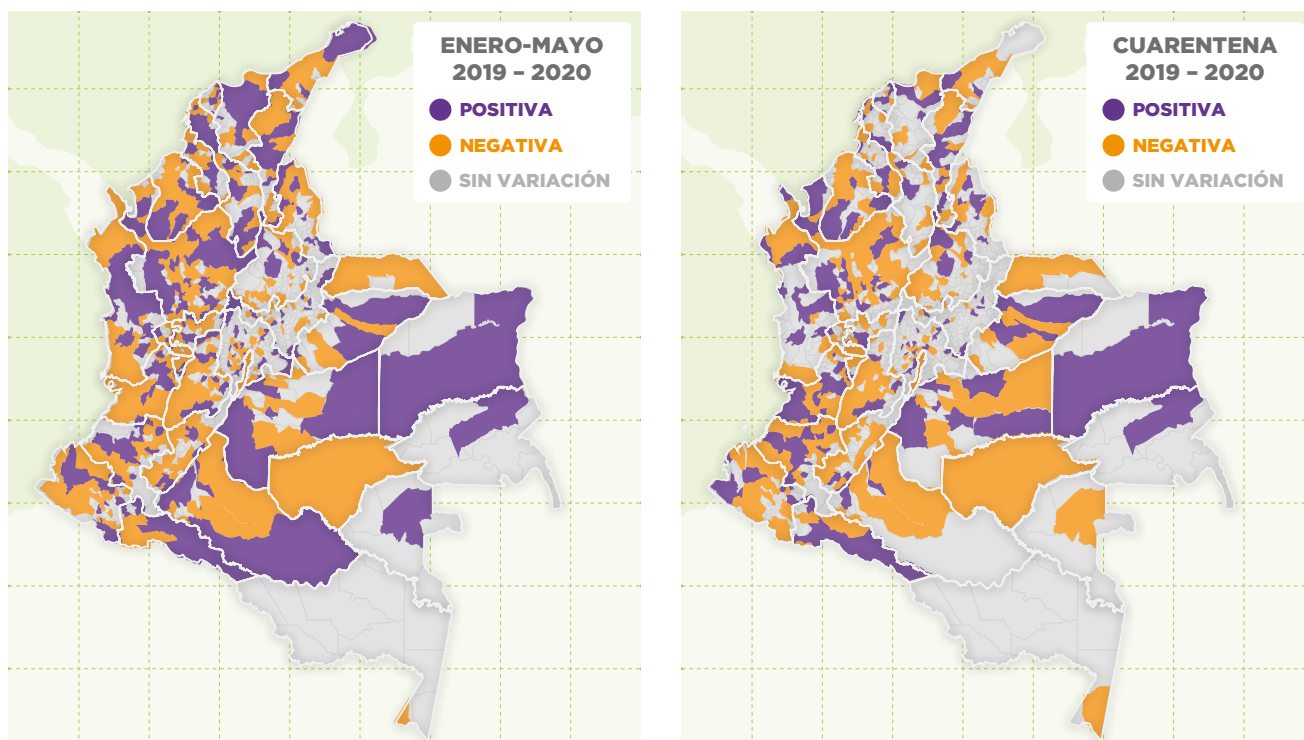 ENERO-MAYO
2019 – 2020
POSITIVA
NEGATIVA
SIN VARIACIÓN
CUARENTENA
2019 – 2020
POSITIVA
NEGATIVA
SIN VARIACIÓN